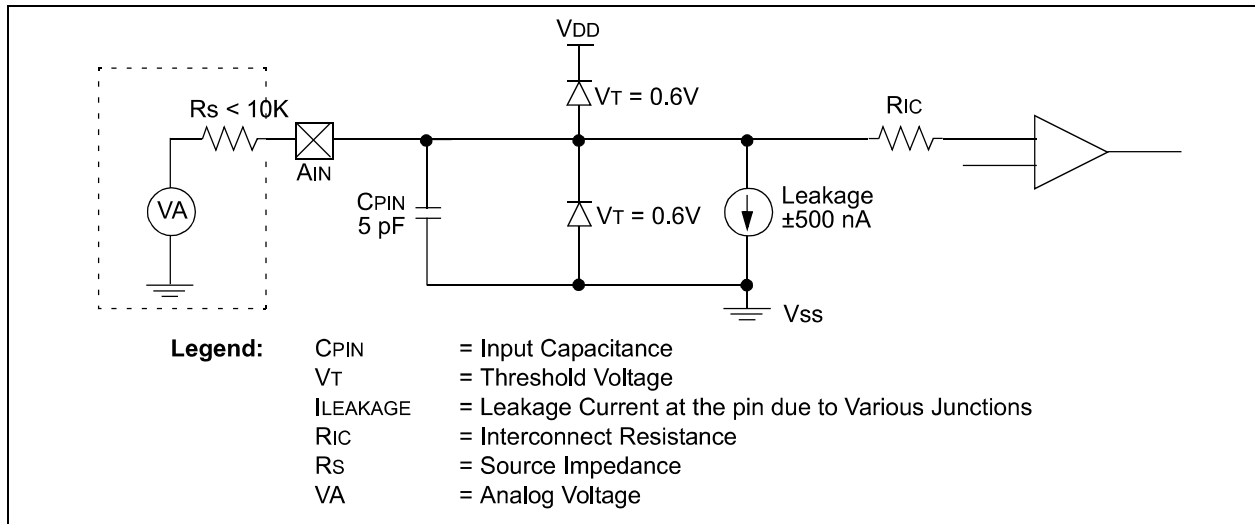 VDD
VT = 0.6V
RS < 10K
RIC
AIN
VA
CPIN
5 pF
VT = 0.6V
Leakage
±500 nA
VSS
Legend: CPIN = Input Capacitance
VT = Threshold Voltage
ILEAKAGE = Leakage Current at the pin due to Various Junctions
RIC = Interconnect Resistance
RS = Source Impedance
VA = Analog Voltage